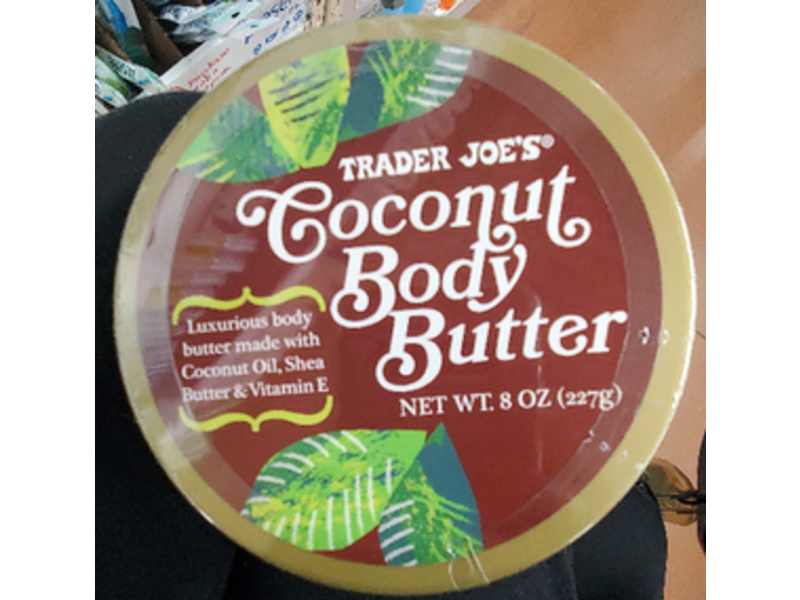 TRADER JOE'S®
Coconut
Body
Butter
Luxurious body
butter made with
Coconut Oil, Shea
Butter & Vitamin E
NET WT. 8 OZ (227g)